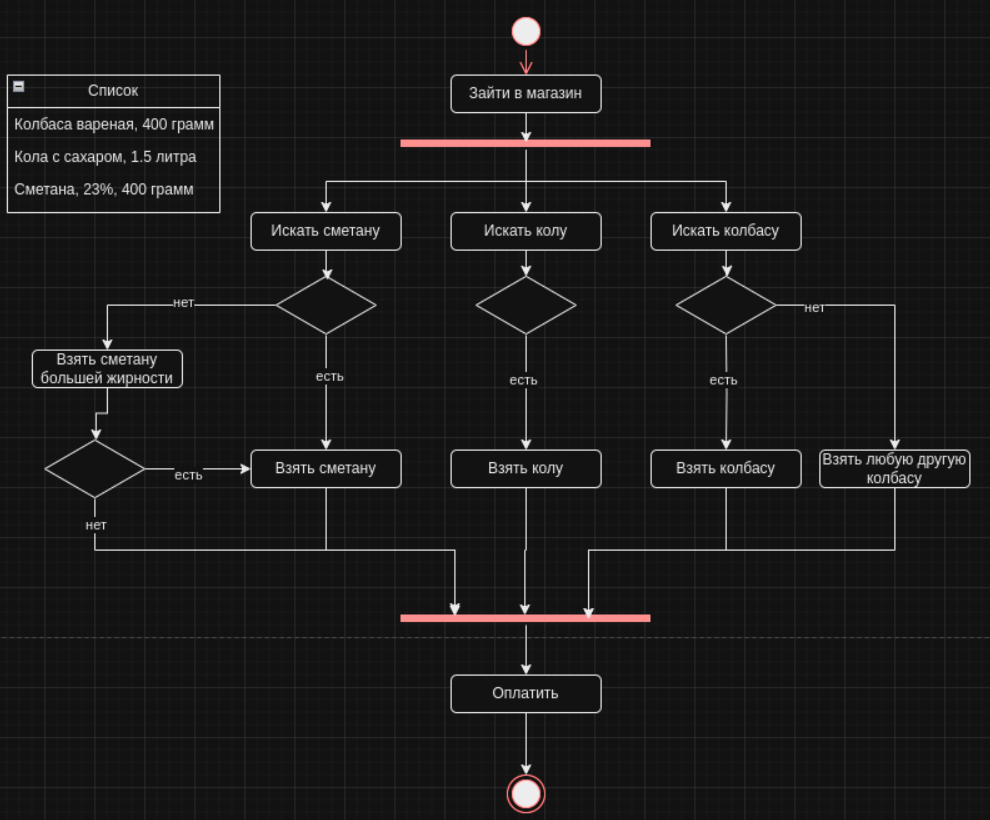 Зайти в магазин
Список
Колбаса вареная, 400 грамм
Кола с сахаром, 1.5 литра
Сметана, 23%, 400 грамм
Искать сметану
Искать колу
Искать колбасу
нет
нет
Взять сметану
большей жирности
есть
есть
есть
есть
Взять сметану
Взять колу
Взять колбасу
Взять любую другую
колбасу
нет
Оплатить